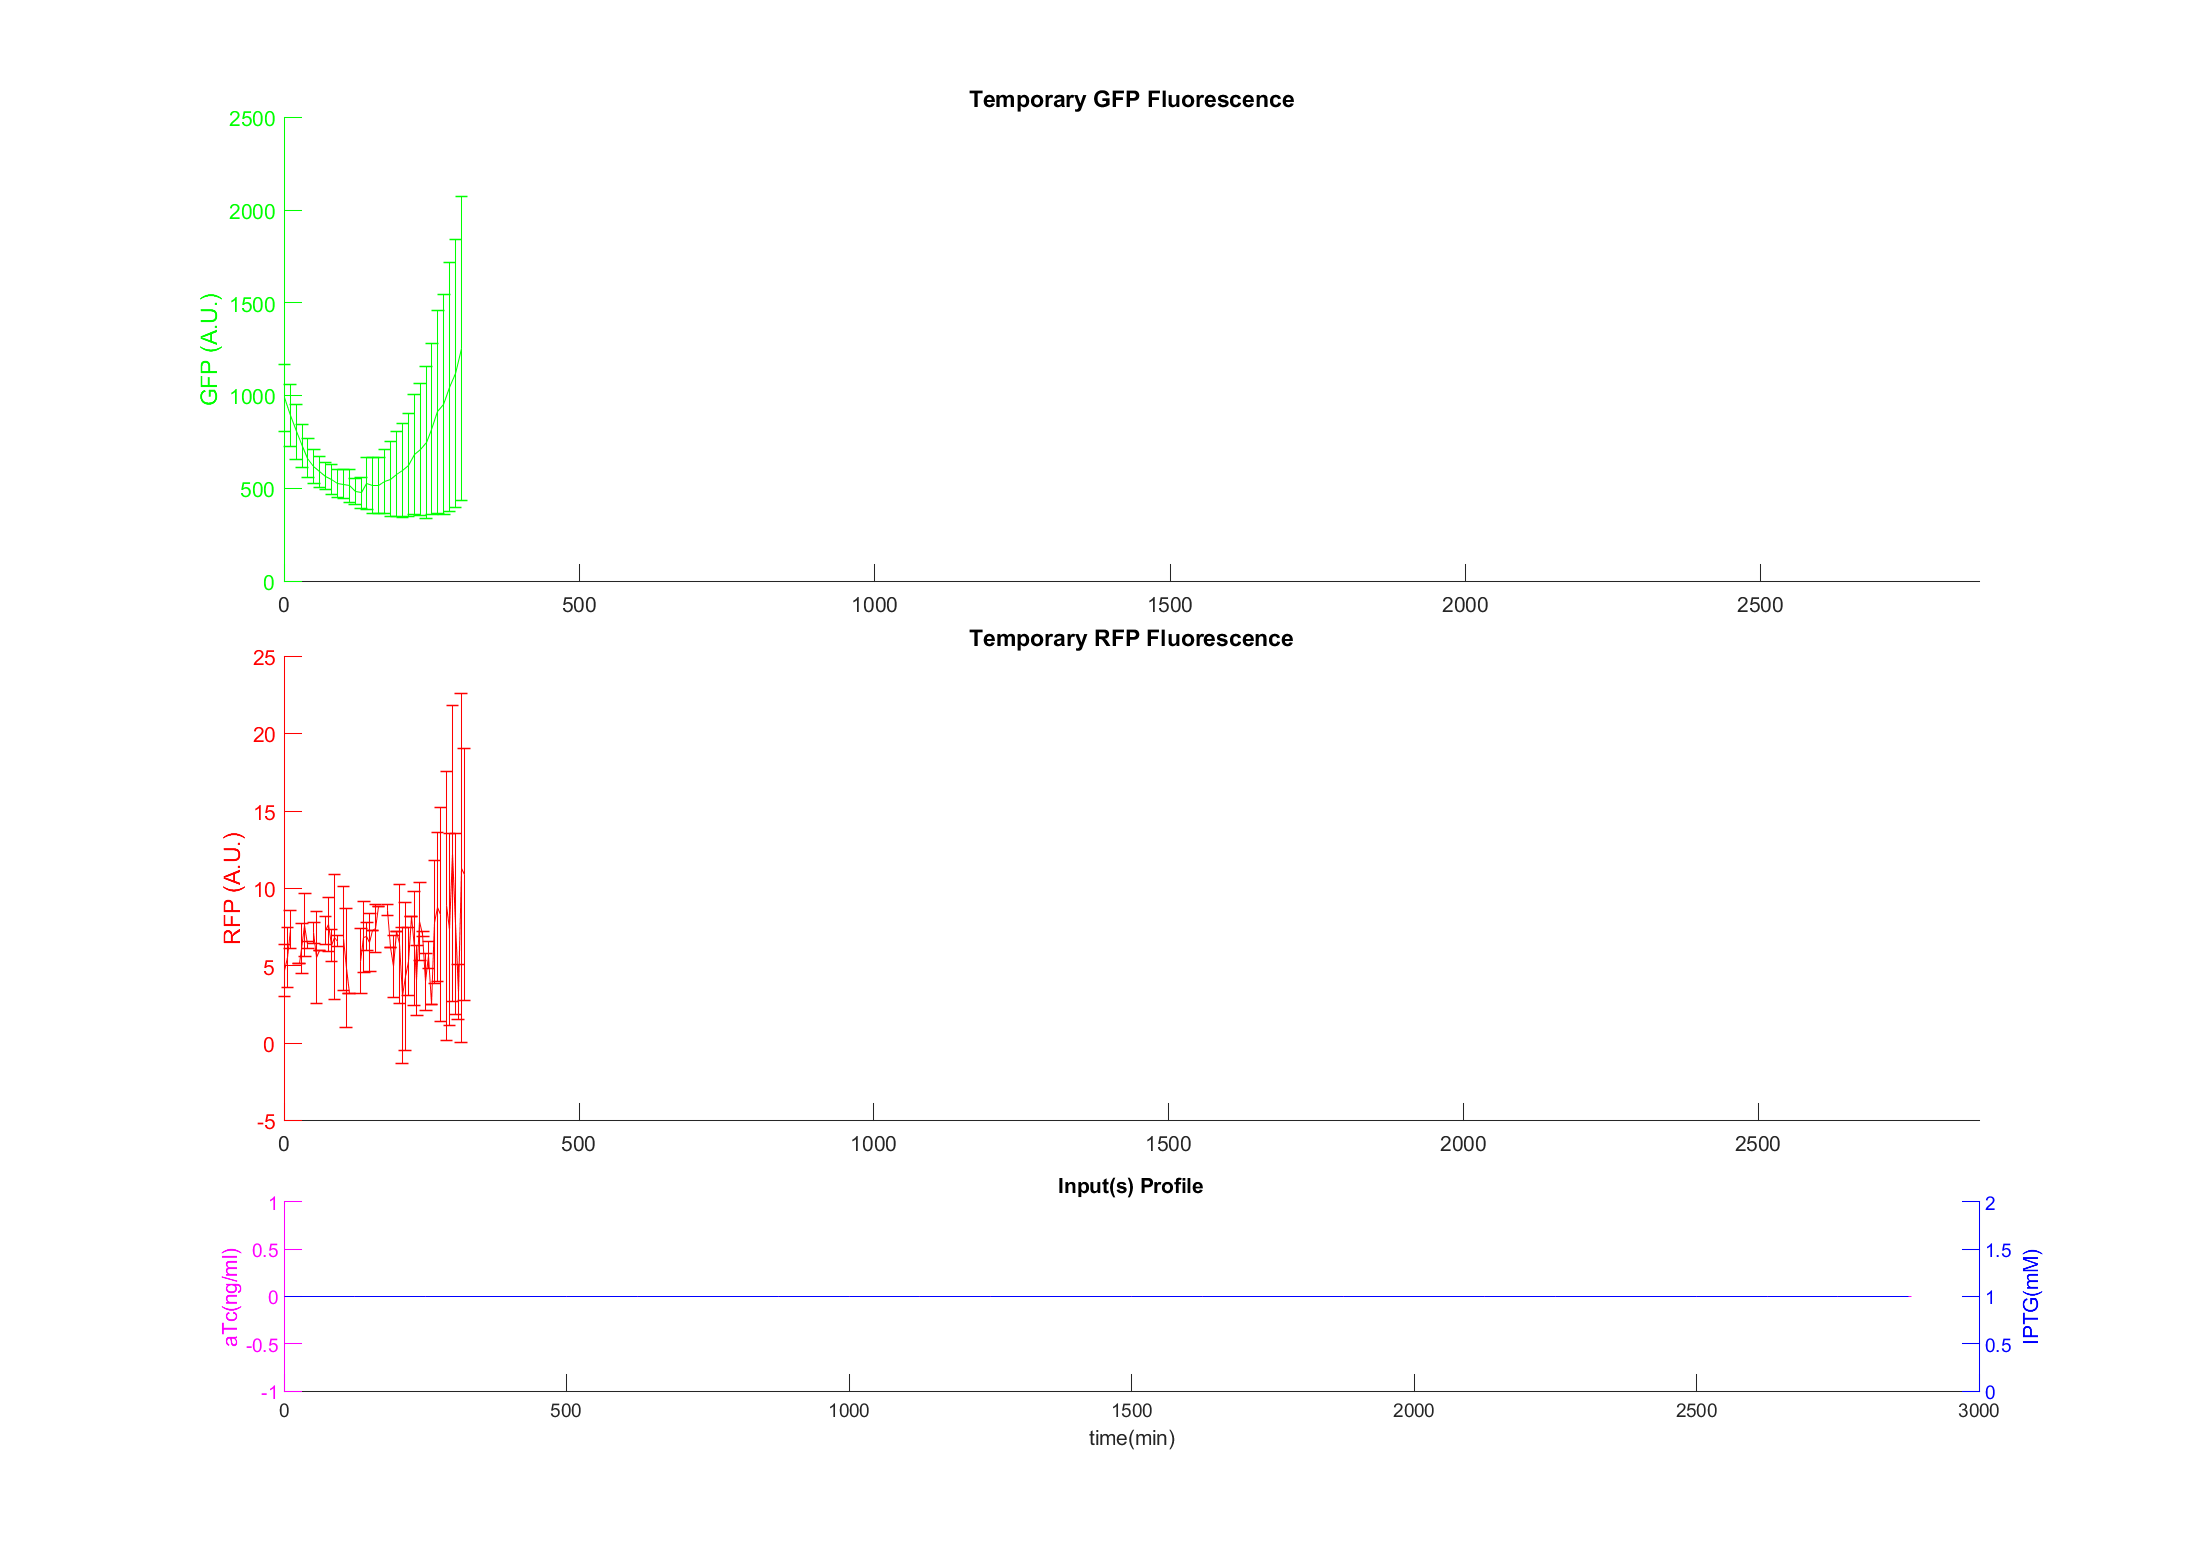 Temporary GFP Fluorescence
2500
2000
1500
1000
500
0
GFP (A.U.)
0 500 1000 1500 2000 2500
Temporary RFP Fluorescence
25
20
15
10
5
0
-5
RFP (A.U.)
0 500 1000 1500 2000 2500
Input(s) Profile
1 2
0.5 1.5
0 1
-0.5 0.5
-1 0
aTc(ng/ml)
IPTG(mM)
0 500 1000 1500 2000 2500 3000
time(min)